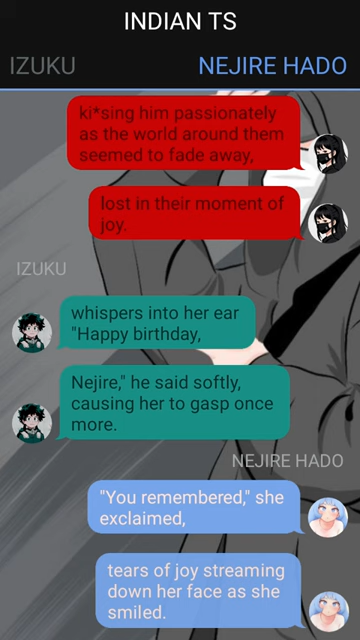 INDIAN TS
IZUKU
NEJIRE HADO
ki*sing him passionately
as the world around them
seemed to fade away,
lost in their moment of
joy.
IZUKU
whispers into her ear
"Happy birthday,
Nejire," he said softly,
causing her to gasp once
more.
NEJIRE HADO
"You remembered," she
exclaimed,
tears of joy streaming
down her face as she
smiled.